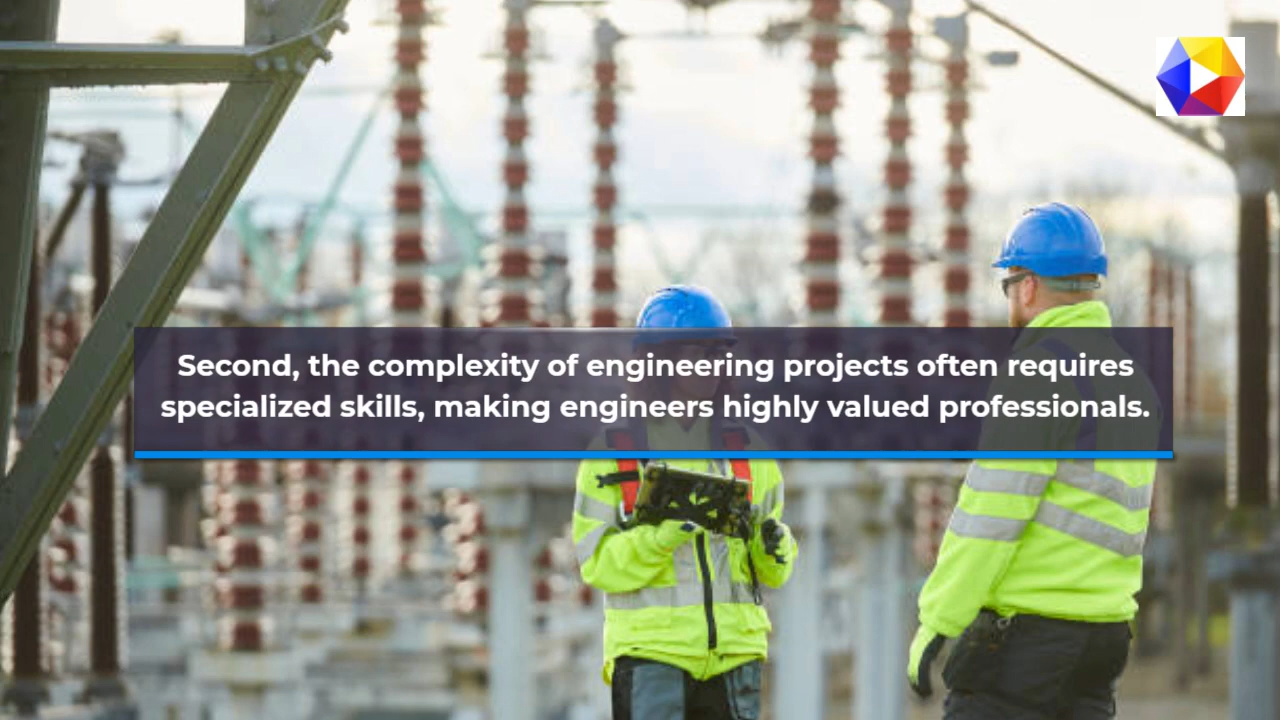 Second, the complexity of engineering projects often requires
specialized skills, making engineers highly valued professionals.